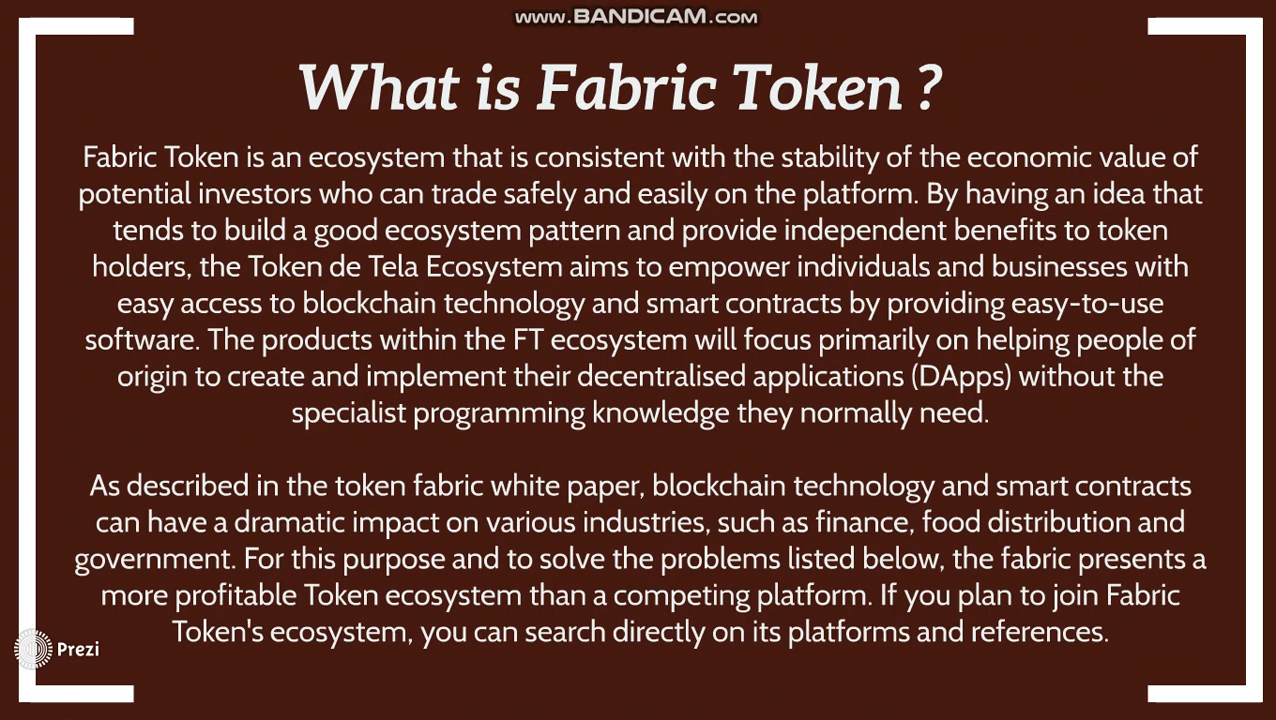 www.BANDICAM.com
What is Fabric Token ?
Fabric Token is an ecosystem that is consistent with the stability of the economic value of
potential investors who can trade safely and easily on the platform. By having an idea that
tends to build a good ecosystem pattern and provide independent benefits to token
holders, the Token de Tela Ecosystem aims to empower individuals and businesses with
easy access to blockchain technology and smart contracts by providing easy-to-use
software. The products within the FT ecosystem will focus primarily on helping people of
origin to create and implement their decentralised applications (DApps) without the
specialist programming knowledge they normally need.
As described in the token fabric white paper, blockchain technology and smart contracts
can have a dramatic impact on various industries, such as finance, food distribution and
government. For this purpose and to solve the problems listed below, the fabric presents a
more profitable Token ecosystem than a competing platform. If you plan to join Fabric
Token's ecosystem, you can search directly on its platforms and references.
Prezi